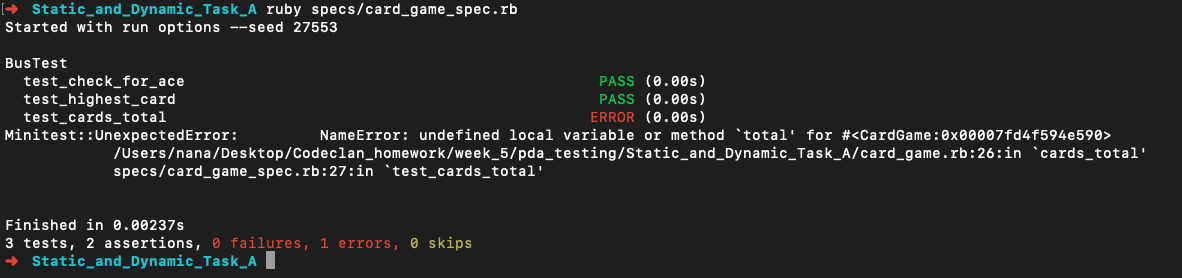 ➜ Static_and_Dynamic_Task_A ruby specs/card_game_spec.rb
Started with run options --seed 27553
BusTest
test_check_for_ace PASS (0.00s)
test_highest_card PASS (0.00s)
test_cards_total ERROR (0.00s)
Minitest::UnexpectedError: NameError: undefined local variable or method `total' for #<CardGame:0x00007fd4f594e590>
/Users/nana/Desktop/Codeclan_homework/week_5/pda_testing/Static_and_Dynamic_Task_A/card_game.rb:26:in `cards_total'
specs/card_game_spec.rb:27:in `test_cards_total'
Finished in 0.00237s
3 tests, 2 assertions, 0 failures, 1 errors, 0 skips
➜ Static_and_Dynamic_Task_A